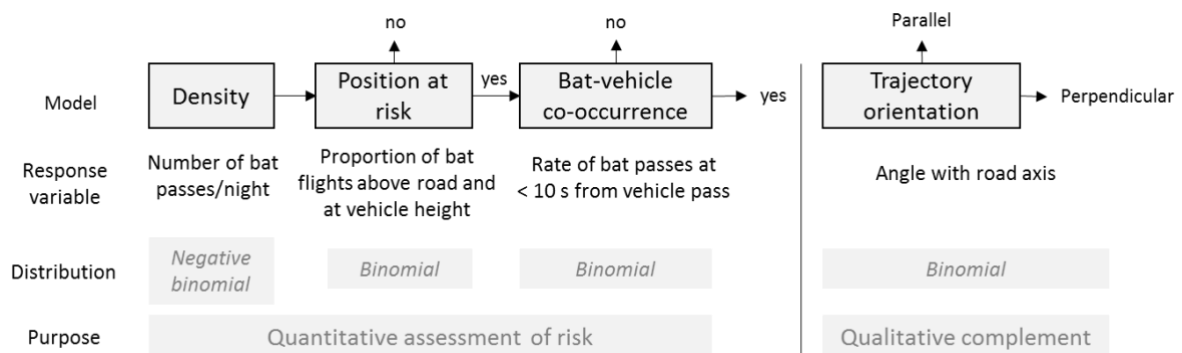 no
no
Parallel
Model
Density
Position at
risk
yes
Bat-vehicle
co-occurrence
yes
Trajectory
orientation
Perpendicular
Response
variable
Number of bat
passes/night
Proportion of bat
flights above road and
at vehicle height
Rate of bat passes at
< 10 s from vehicle pass
Angle with road axis
Distribution
Negative
binomial
Binomial
Binomial
Binomial
Purpose
Quantitative assessment of risk
Qualitative complement